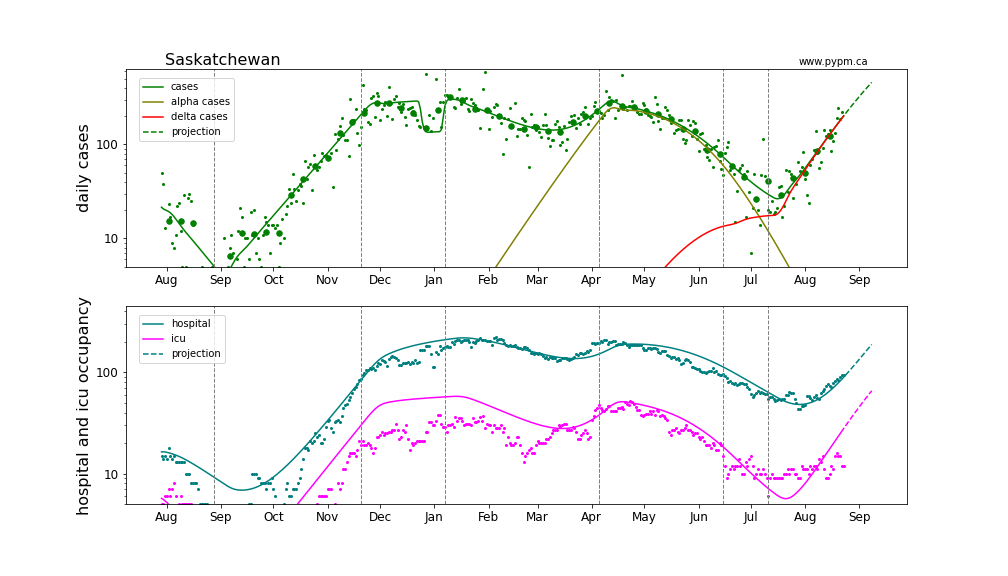 Saskatchewan
www.pypm.ca
daily cases
cases
alpha cases
delta cases
projection
100
10
Aug Sep Oct Nov Dec Jan Feb Mar Apr May Jun Jul Aug Sep
hospital and icu occupancy
hospital
icu
projection
100
10
Aug Sep Oct Nov Dec Jan Feb Mar Apr May Jun Jul Aug Sep